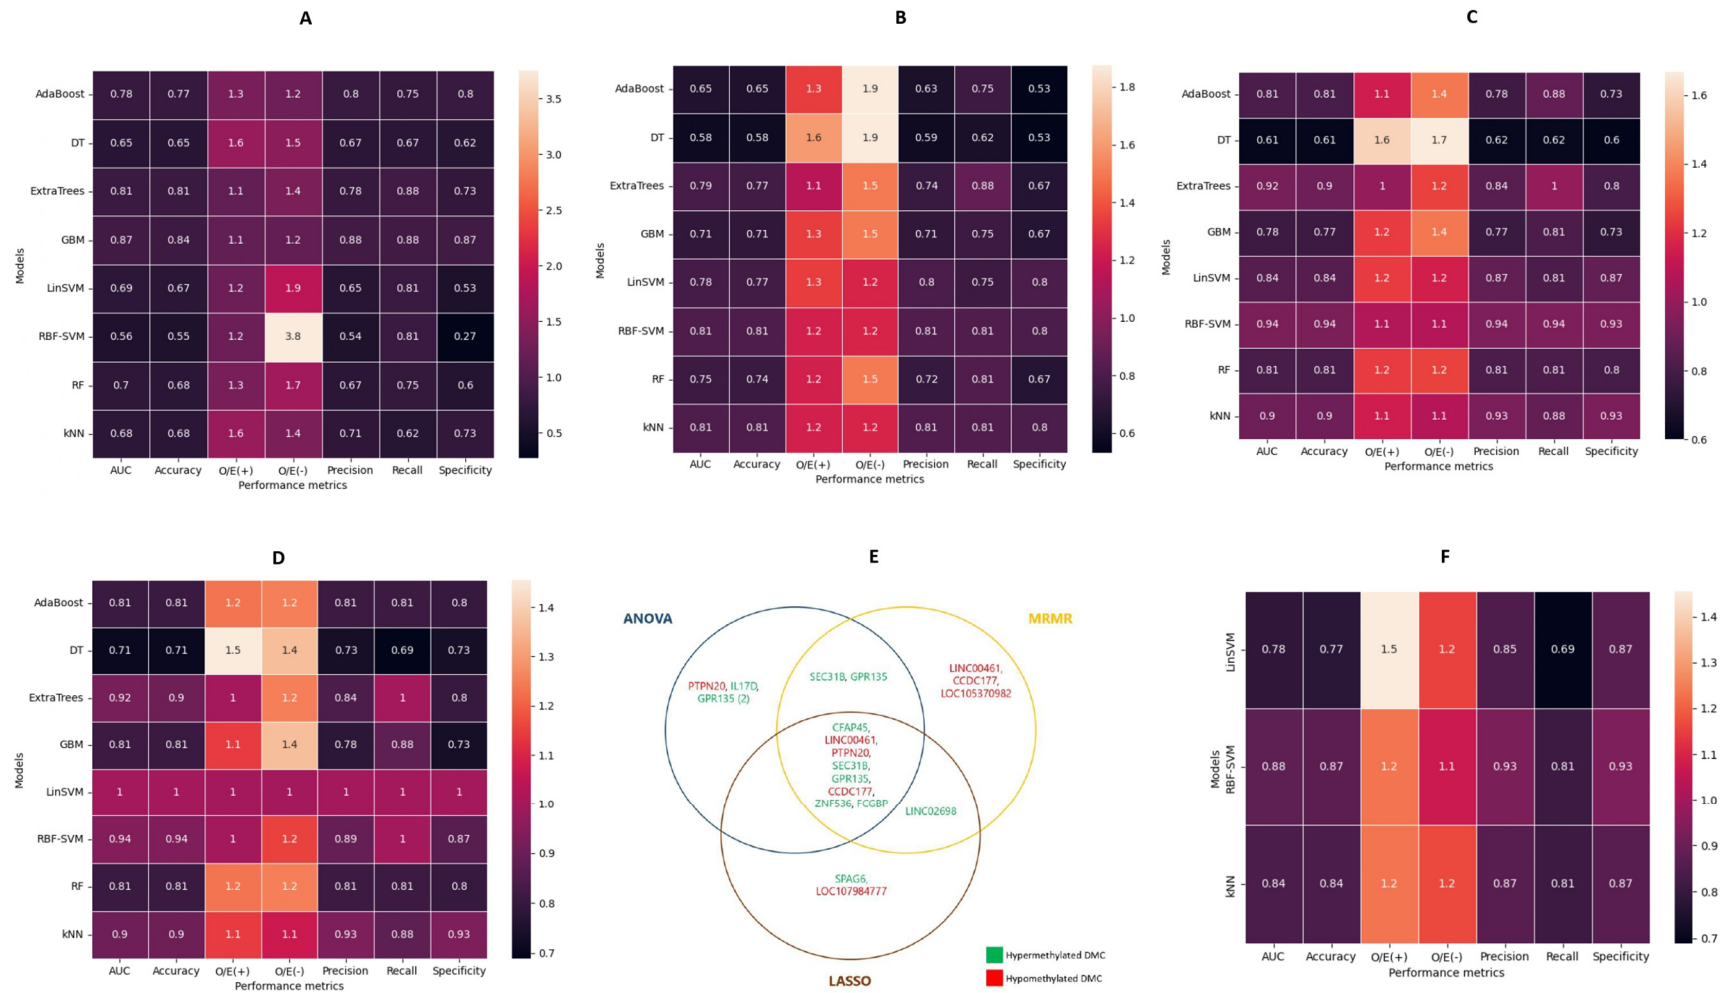 A
AdaBoost 0.78 0.77 1.3 1.2 0.8 0.75 0.8
DT 0.65 0.65 1.6 1.5 0.67 0.67 0.62
ExtraTrees 0.81 0.81 1.1 1.4 0.78 0.88 0.73
GBM 0.87 0.84 1.1 1.2 0.88 0.88 0.87
LinSVM 0.69 0.67 1.2 1.9 0.65 0.81 0.53
RBF-SVM 0.56 0.55 1.2 3.8 0.54 0.81 0.27
RF 0.7 0.68 1.3 1.7 0.67 0.75 0.6
kNN 0.68 0.68 1.6 1.4 0.71 0.62 0.73
Models
AUC Accuracy O/E(+) O/E(-) Precision Recall Specificity
Performance metrics
3.5
3.0
2.5
2.0
1.5
1.0
0.5
B
AdaBoost 0.65 0.65 1.3 1.9 0.63 0.75 0.53
DT 0.58 0.58 1.6 1.9 0.59 0.62 0.53
ExtraTrees 0.79 0.77 1.1 1.5 0.74 0.88 0.67
GBM 0.71 0.71 1.3 1.5 0.71 0.75 0.67
LinSVM 0.78 0.77 1.3 1.2 0.8 0.75 0.8
RBF-SVM 0.81 0.81 1.2 1.2 0.81 0.81 0.8
RF 0.75 0.74 1.2 1.5 0.72 0.81 0.67
kNN 0.81 0.81 1.2 1.2 0.81 0.81 0.8
Models
AUC Accuracy O/E(+) O/E(-) Precision Recall Specificity
Performance metrics
1.8
1.6
1.4
1.2
1.0
0.8
0.6
C
AdaBoost 0.81 0.81 1.1 1.4 0.78 0.88 0.73
DT 0.61 0.61 1.6 1.7 0.62 0.62 0.6
ExtraTrees 0.92 0.9 1 1.2 0.84 1 0.8
GBM 0.78 0.77 1.2 1.4 0.77 0.81 0.73
LinSVM 0.84 0.84 1.2 1.2 0.87 0.81 0.87
RBF-SVM 0.94 0.94 1.1 1.1 0.94 0.94 0.93
RF 0.81 0.81 1.2 1.2 0.81 0.81 0.8
kNN 0.9 0.9 1.1 1.1 0.93 0.88 0.93
Models
AUC Accuracy O/E(+) O/E(-) Precision Recall Specificity
Performance metrics
1.6
1.4
1.2
1.0
0.8
0.6
D
AdaBoost 0.81 0.81 1.2 1.2 0.81 0.81 0.8
DT 0.71 0.71 1.5 1.4 0.73 0.69 0.73
ExtraTrees 0.92 0.9 1 1.2 0.84 1 0.8
GBM 0.81 0.81 1.1 1.4 0.78 0.88 0.73
LinSVM 1 1 1 1 1 1 1
RBF-SVM 0.94 0.94 1 1.2 0.89 1 0.87
RF 0.81 0.81 1.2 1.2 0.81 0.81 0.8
kNN 0.9 0.9 1.1 1.1 0.93 0.88 0.93
Models
AUC Accuracy O/E(+) O/E(-) Precision Recall Specificity
Performance metrics
1.4
1.3
1.2
1.1
1.0
0.9
0.8
0.7
E
ANOVA
MRMR
PTPN20, IL17D,
GPR135 (2)
SEC31B, GPR135
LINC00461,
CCDC177,
LOC105370982
CFAP45,
LINC00461,
PTPN20,
SEC31B,
GPR135,
CCDC177,
ZNF536, FCGBP
LINC02698
SPAG6,
LOC107984777
LASSO
Hypermethylated DMC
Hypomethylated DMC
F
LinSVM 0.78 0.77 1.5 1.2 0.85 0.69 0.87
RBF-SVM 0.88 0.87 1.2 1.1 0.93 0.81 0.93
kNN 0.84 0.84 1.2 1.2 0.87 0.81 0.87
Models
AUC Accuracy O/E(+) O/E(-) Precision Recall Specificity
Performance metrics
1.4
1.3
1.2
1.1
1.0
0.9
0.8
0.7